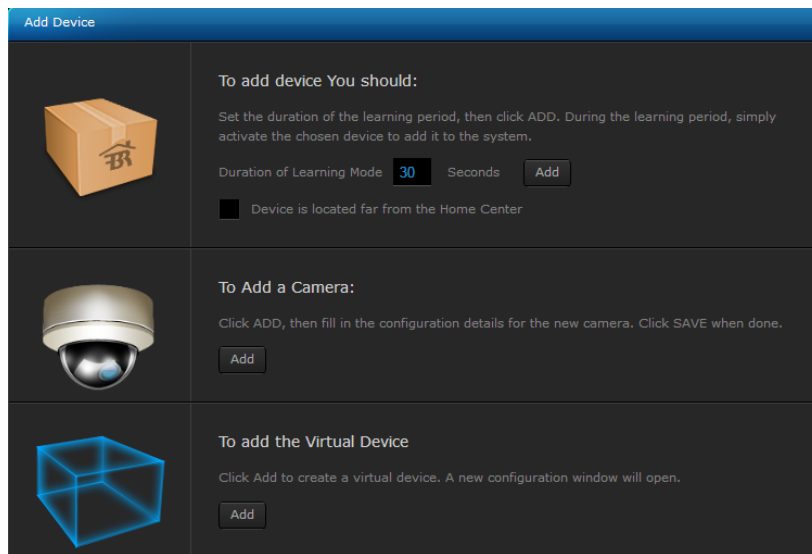 Add Device
To add device You should:
Set the duration of the learning period, then click ADD. During the learning period, simply
activate the chosen device to add it to the system.
Duration of Learning Mode 30 Seconds Add
Device is located far from the Home Center
To Add a Camera:
Click ADD, then fill in the configuration details for the new camera. Click SAVE when done.
Add
To add the Virtual Device
Click Add to create a virtual device. A new configuration window will open.
Add